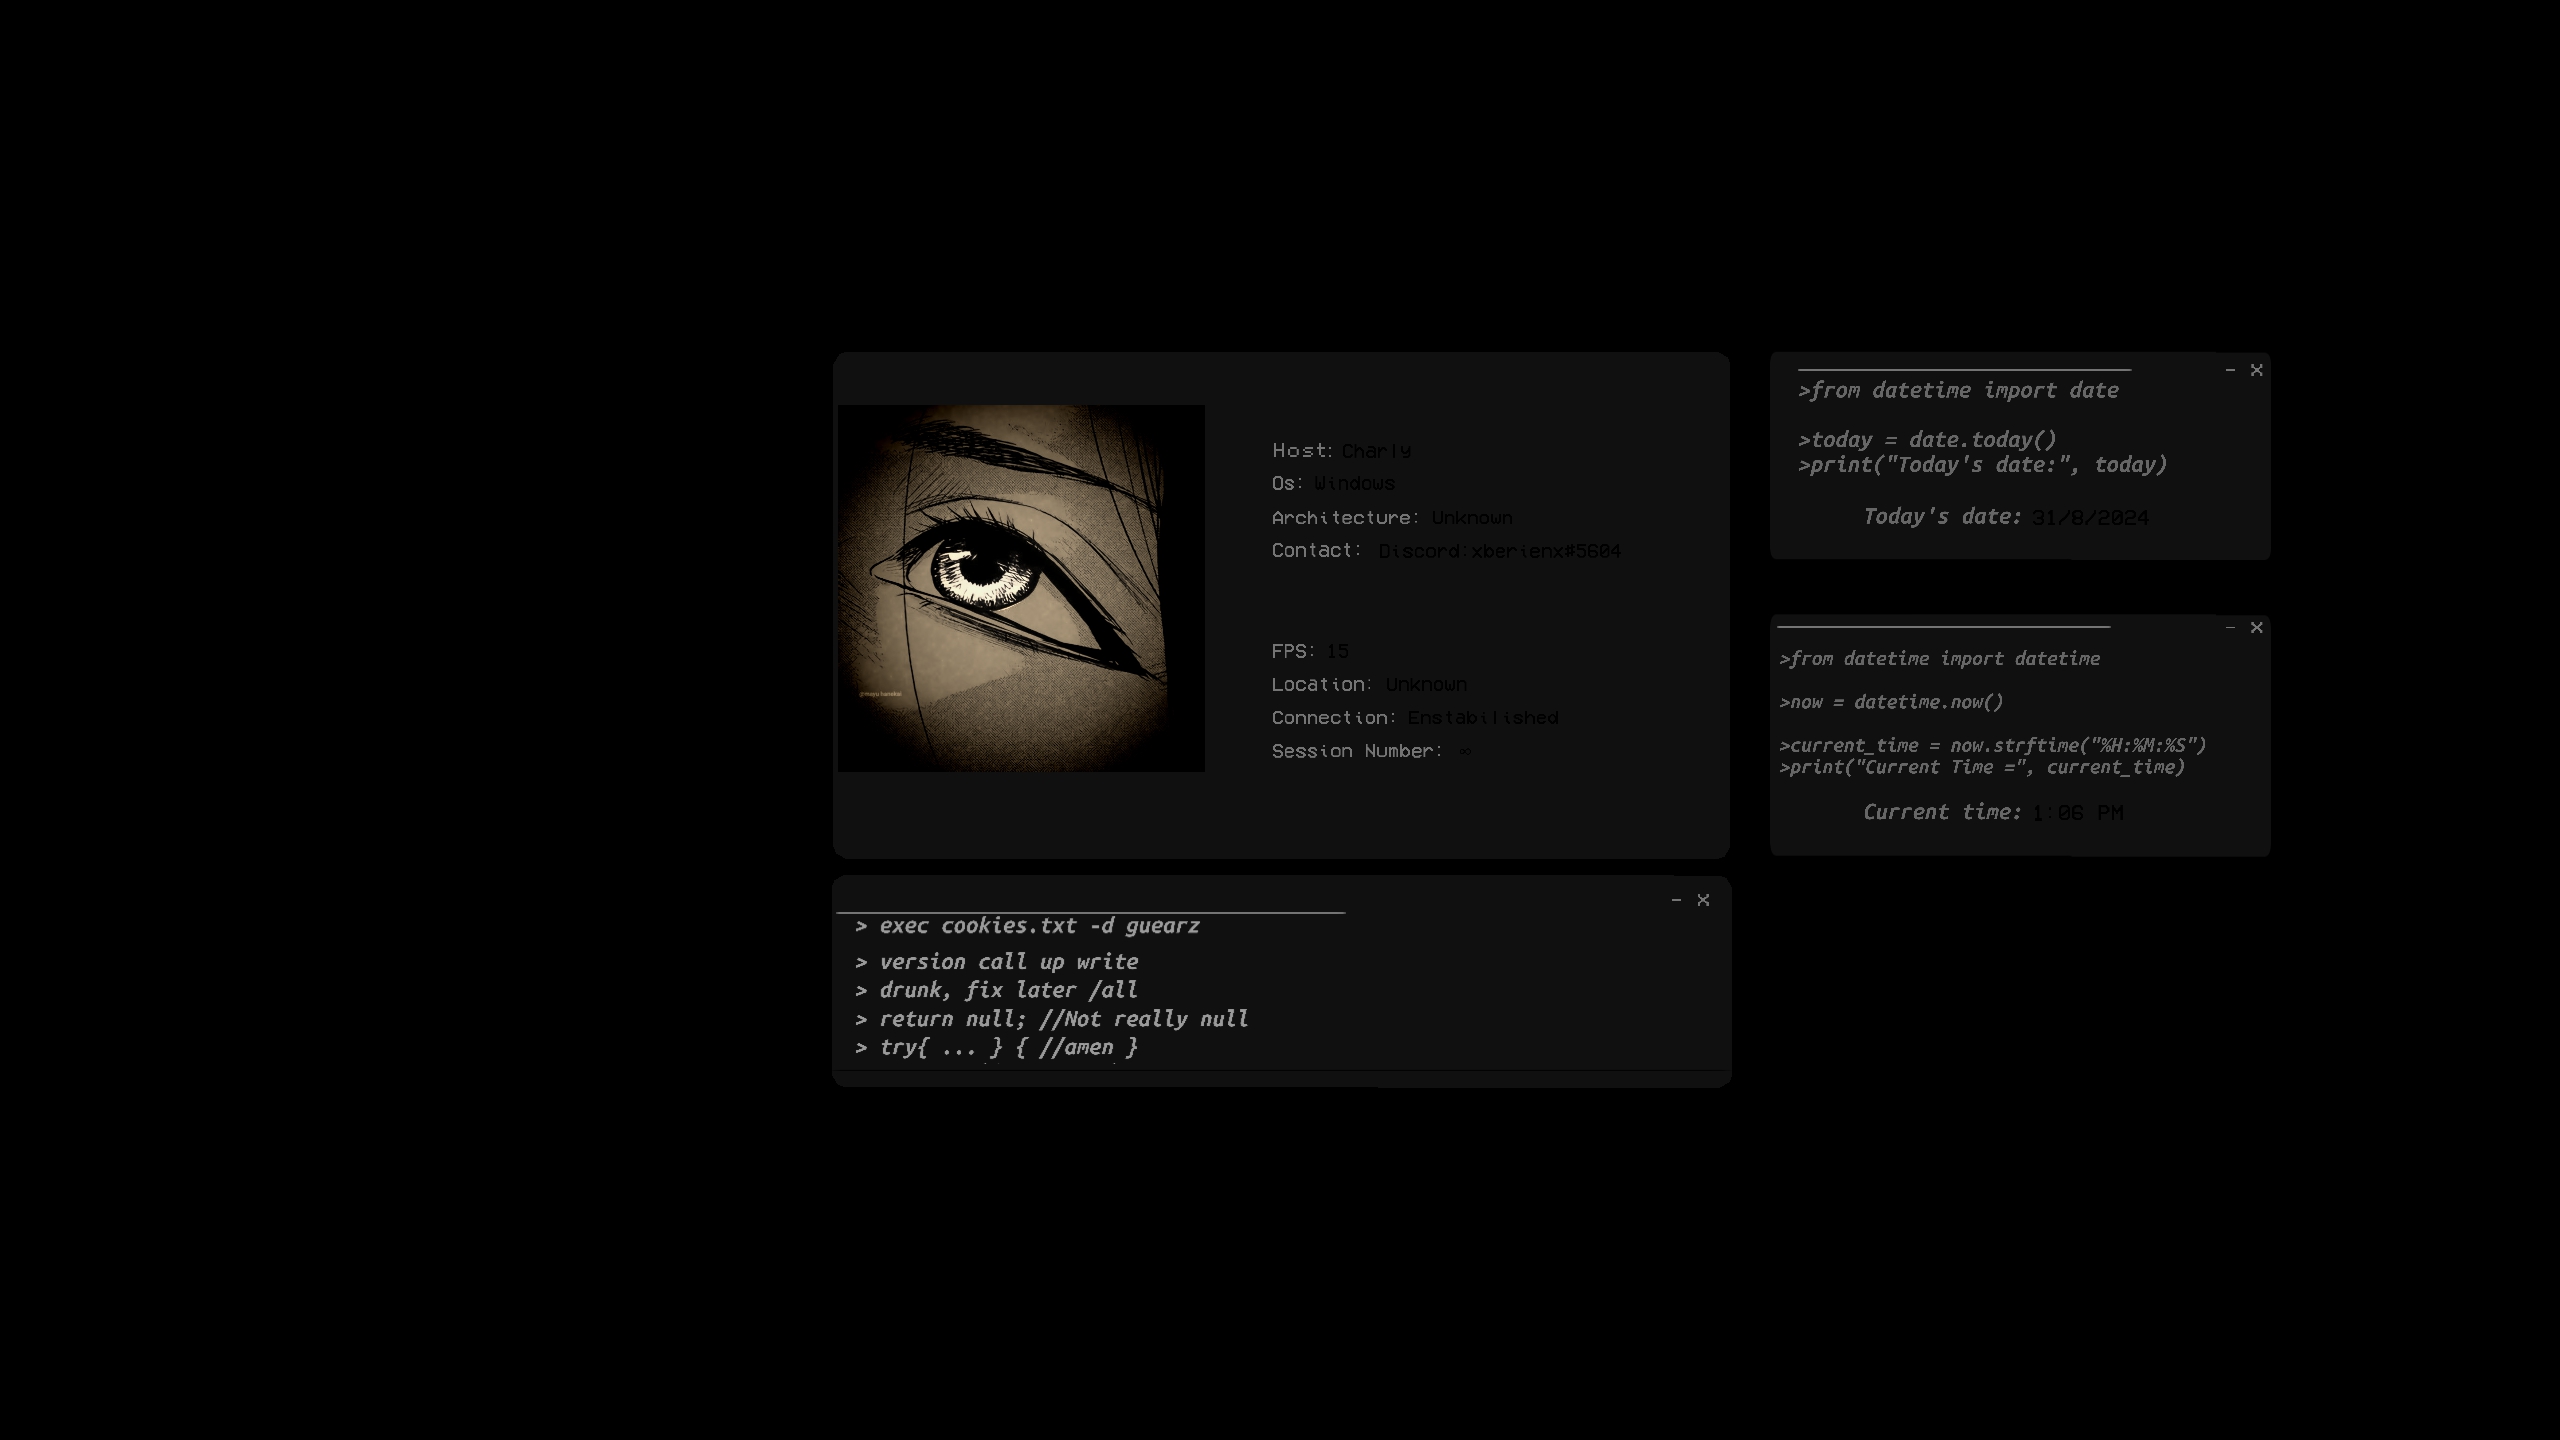 Host: Charly
Os: Windows
Architecture: Unknown
Contact: Discord:xberienx#5604
FPS: 15
Location: Unknown
Connection: Enstabilished
Session Number: ∞
>from datetime import date
>today = date.today()
>print("Today's date:", today)
Today's date: 31/8/2024
>from datetime import datetime
>now = datetime.now()
>current_time = now.strftime("%H:%M:%S")
>print("Current Time =", current_time)
Current time: 1:06 PM
> exec cookies.txt -d guearz
> version call up write
> drunk, fix later /all
> return null; //Not really null
> try{ ... } { //amen }